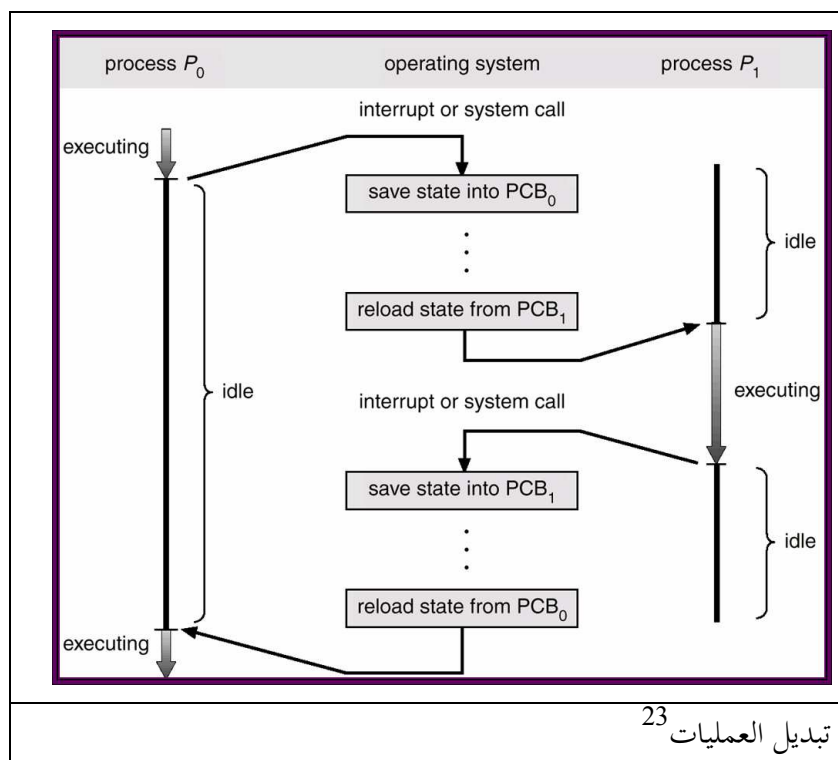 process P0 operating system process P1
interrupt or system call
executing
save state into PCB0
idle
reload state from PCB1
idle
executing
interrupt or system call
save state into PCB1
idle
reload state from PCB0
executing
تبديل العمليات23